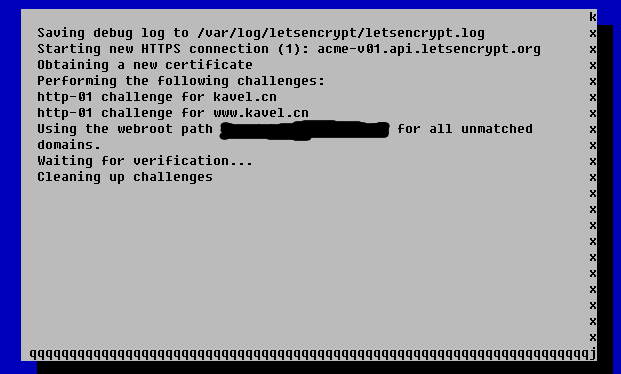 k
Saving debug log to /var/log/letsencrypt/letsencrypt.log x
Starting new HTTPS connection (1): acme-v01.api.letsencrypt.org x
Obtaining a new certificate x
Performing the following challenges: x
http-01 challenge for kavel.cn x
http-01 challenge for www.kavel.cn x
Using the webroot path for all unmatched x
domains. x
Waiting for verification... x
Cleaning up challenges x
x
x
x
x
x
x
x
x
x
x
qqqqqqqqqqqqqqqqqqqqqqqqqqqqqqqqqqqqqqqqqqqqqqqqqqqqqqqqqqqqqqqqqqqqqqj